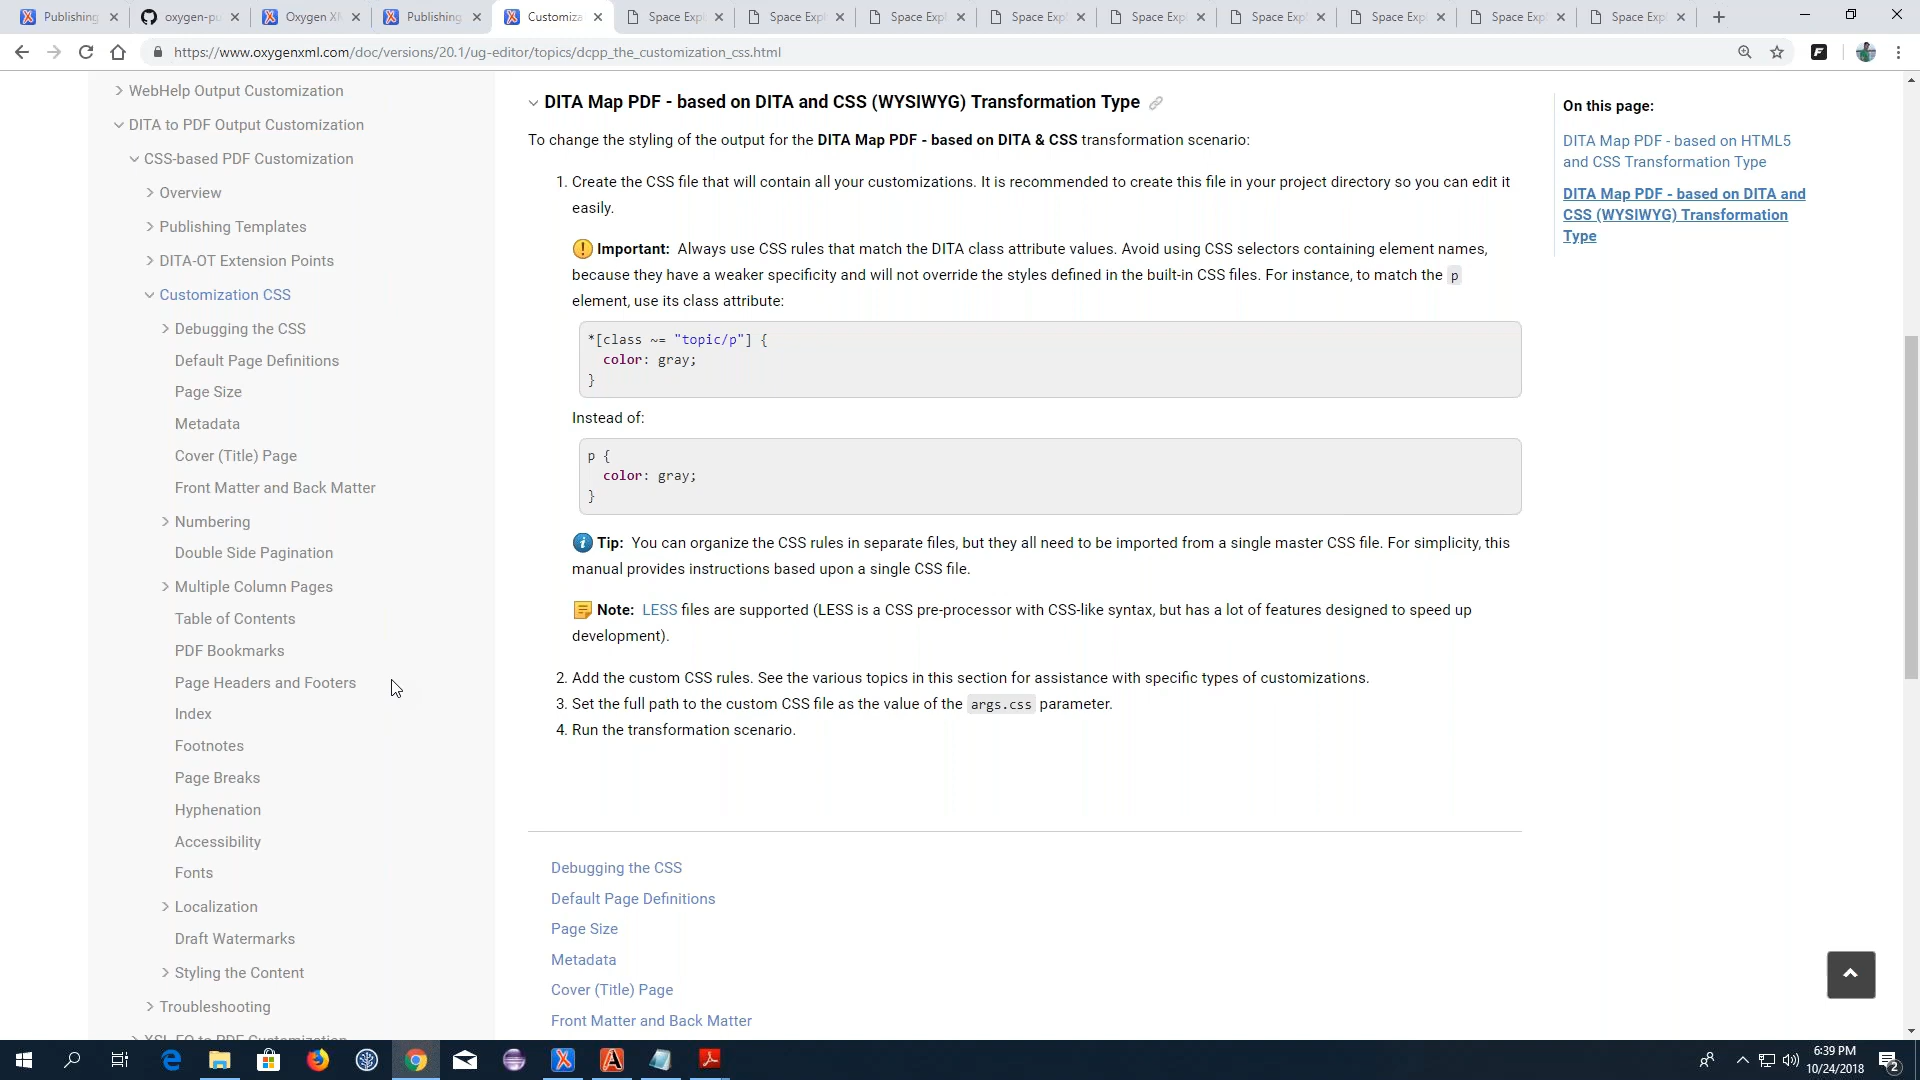 Publishing
oxygen-pu
Oxygen XM
Publishing
Customiza
Space Exp
Space Exp
Space Exp
Space Exp
Space Exp
Space Exp
Space Exp
Space Exp
Space Exp
https://www.oxygenxml.com/doc/versions/20.1/ug-editor/topics/dcpp_the_customization_css.html
WebHelp Output Customization
DITA to PDF Output Customization
CSS-based PDF Customization
Overview
Publishing Templates
DITA-OT Extension Points
Customization CSS
Debugging the CSS
Default Page Definitions
Page Size
Metadata
Cover (Title) Page
Front Matter and Back Matter
Numbering
Double Side Pagination
Multiple Column Pages
Table of Contents
PDF Bookmarks
Page Headers and Footers
Index
Footnotes
Page Breaks
Hyphenation
Accessibility
Fonts
Localization
Draft Watermarks
Styling the Content
Troubleshooting
XSL-FO to PDF Customization
DITA Map PDF - based on DITA and CSS (WYSIWYG) Transformation Type
To change the styling of the output for the DITA Map PDF - based on DITA & CSS transformation scenario:
1. Create the CSS file that will contain all your customizations. It is recommended to create this file in your project directory so you can edit it
easily.
Important: Always use CSS rules that match the DITA class attribute values. Avoid using CSS selectors containing element names,
because they have a weaker specificity and will not override the styles defined in the built-in CSS files. For instance, to match the p
element, use its class attribute:
*[class ~= "topic/p"] {
color: gray;
}
Instead of:
p {
color: gray;
}
Tip: You can organize the CSS rules in separate files, but they all need to be imported from a single master CSS file. For simplicity, this
manual provides instructions based upon a single CSS file.
Note: LESS files are supported (LESS is a CSS pre-processor with CSS-like syntax, but has a lot of features designed to speed up
development).
2. Add the custom CSS rules. See the various topics in this section for assistance with specific types of customizations.
3. Set the full path to the custom CSS file as the value of the args.css parameter.
4. Run the transformation scenario.
Debugging the CSS
Default Page Definitions
Page Size
Metadata
Cover (Title) Page
Front Matter and Back Matter
On this page:
DITA Map PDF - based on HTML5
and CSS Transformation Type
DITA Map PDF - based on DITA and
CSS (WYSIWYG) Transformation
Type
6:39 PM
10/24/2018
2